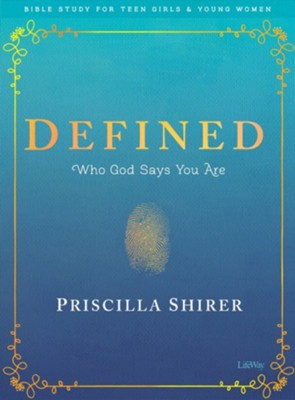 BIBLE STUDY FOR TEEN GIRLS & YOUNG WOMEN
DEFINED
Who God Says You Are
PRISCILLA SHIRER
LifeWay